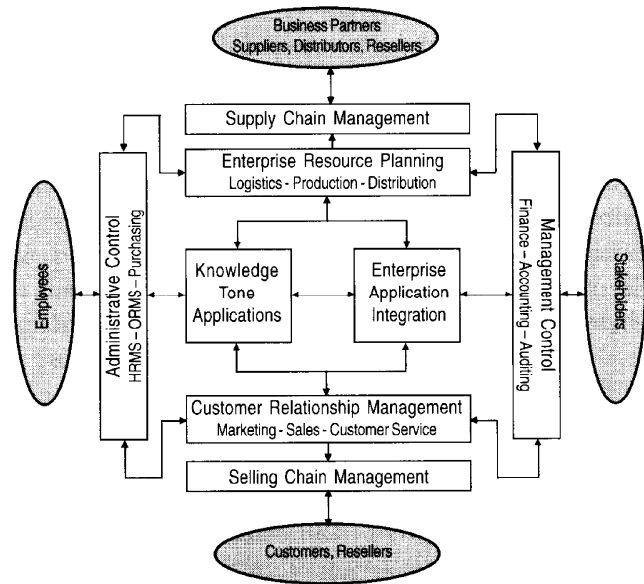 Business Partners
Suppliers, Distributors, Resellers
Supply Chain Management
Enterprise Resource Planning
Logistics - Production - Distribution
Employees
Administrative Control
HRMS – ORMS – Purchasing
Knowledge
Tone
Applications
Enterprise
Application
Integration
Management Control
Finance – Accounting – Auditing
Stakeholders
Customer Relationship Management
Marketing - Sales - Customer Service
Selling Chain Management
Customers, Resellers